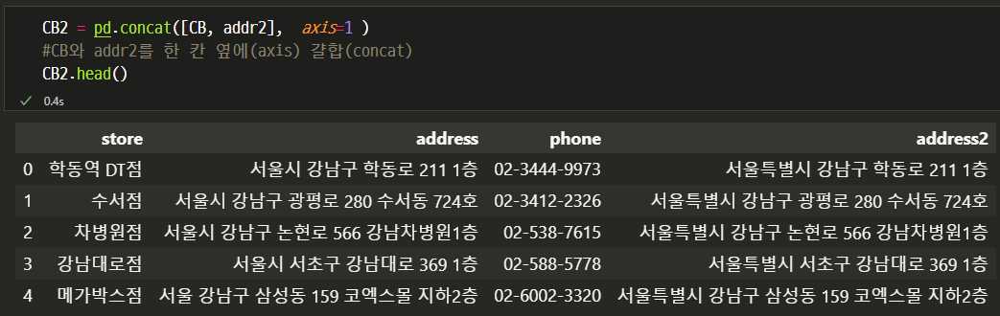 CB2 = pd.concat([CB, addr2], axis=1 )
#CB와 addr2를 한 칸 옆에(axis) 갈합(concat)
CB2.head()
0.4s
store address phone address2
0 학동역 DT점 서울시 강남구 학동로 211 1층 02-3444-9973 서울특별시 강남구 학동로 211 1층
1 수서점 서울시 강남구 광평로 280 수서동 724호 02-3412-2326 서울특별시 강남구 광평로 280 수서동 724호
2 차병원점 서울시 강남구 논현로 566 강남차병원1층 02-538-7615 서울특별시 강남구 논현로 566 강남차병원1층
3 강남대로점 서울시 서초구 강남대로 369 1층 02-588-5778 서울특별시 서초구 강남대로 369 1층
4 메가박스점 서울 강남구 삼성동 159 코엑스몰 지하2층 02-6002-3320 서울특별시 강남구 삼성동 159 코엑스몰 지하2층